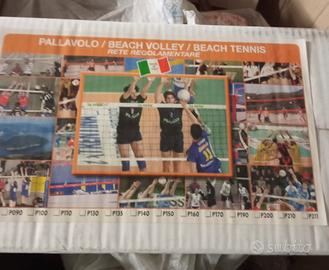 PALLAVOLO / BEACH VOLLEY / BEACH TENNIS
RETE REGOLAMENTARE
P090 P100 P110 P130 P135 P140 P150 P160 P170 P190 P200 P210 P211
subito